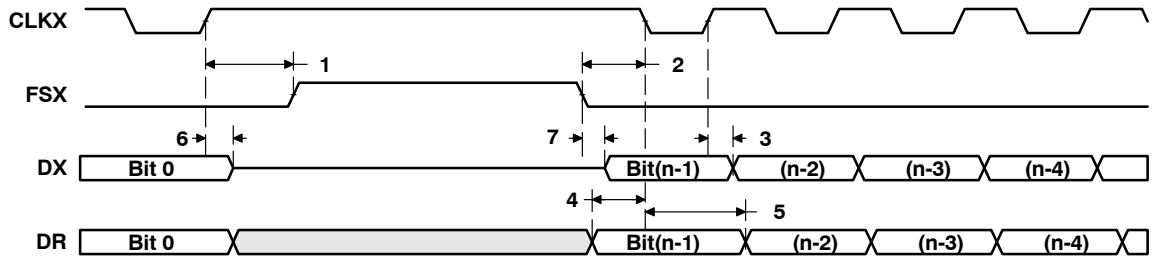 CLKX
1 2
FSX
6 7 3
DX Bit 0 Bit(n-1) (n-2) (n-3) (n-4)
4 5
DR Bit 0 Bit(n-1) (n-2) (n-3) (n-4)